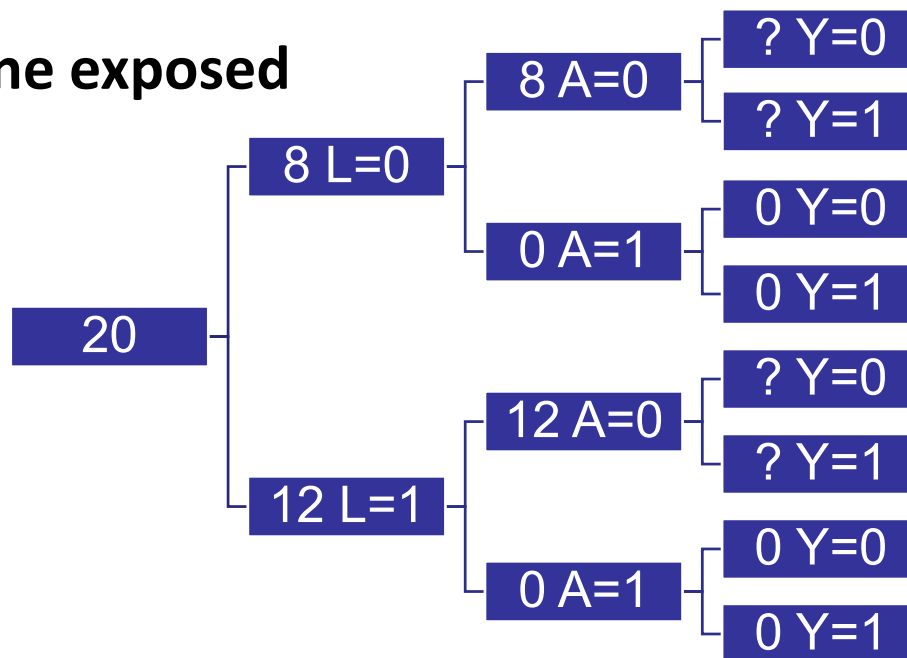 ne exposed
20
8 L=0
12 L=1
8 A=0
0 A=1
12 A=0
0 A=1
? Y=0
? Y=1
0 Y=0
0 Y=1
? Y=0
? Y=1
0 Y=0
0 Y=1